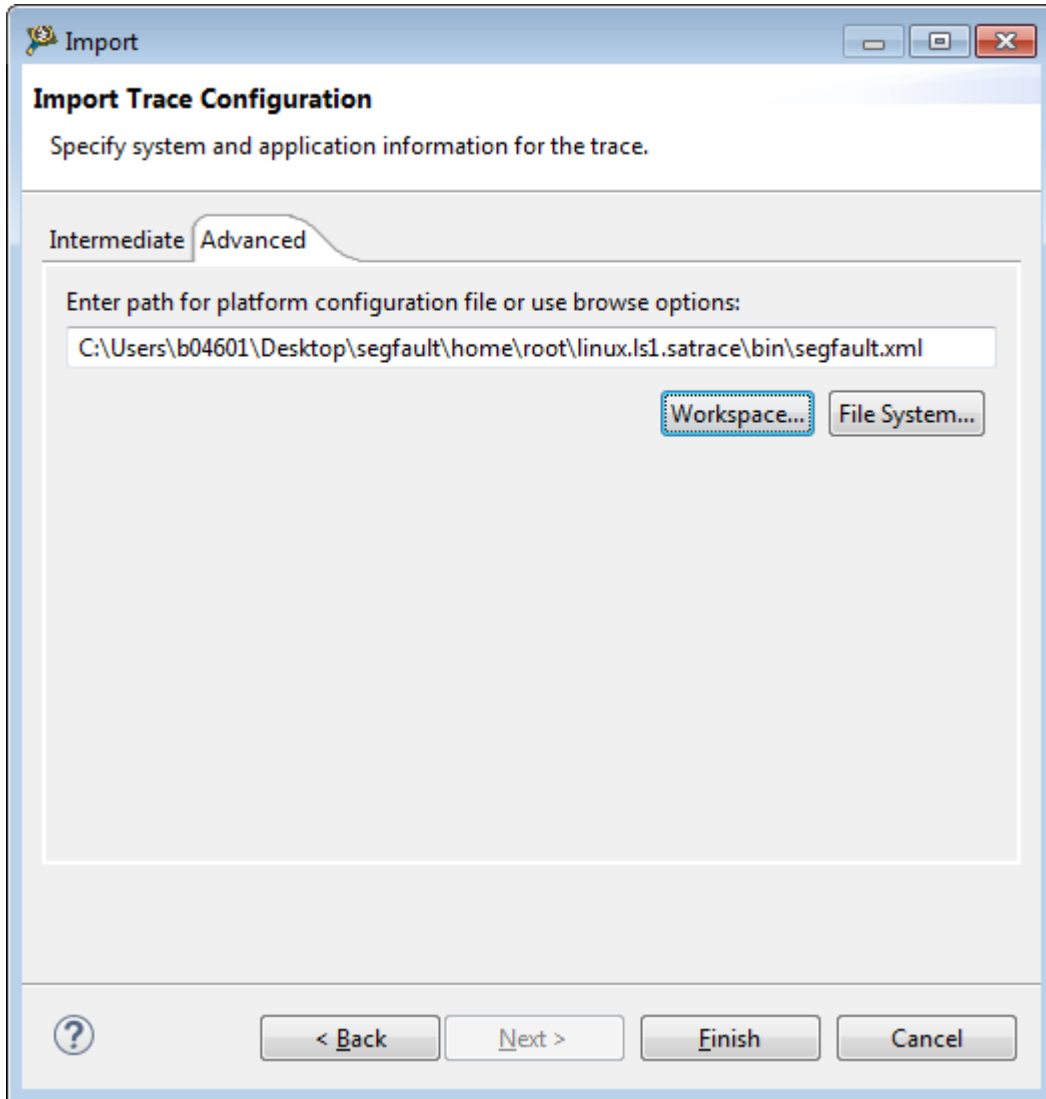 Import
Import Trace Configuration
Specify system and application information for the trace.
Intermediate Advanced
Enter path for platform configuration file or use browse options:
C:\Users\b04601\Desktop\segfault\home\root\linux.ls1.satrace\bin\segfault.xml
Workspace... File System...
? < Back Next > Finish Cancel